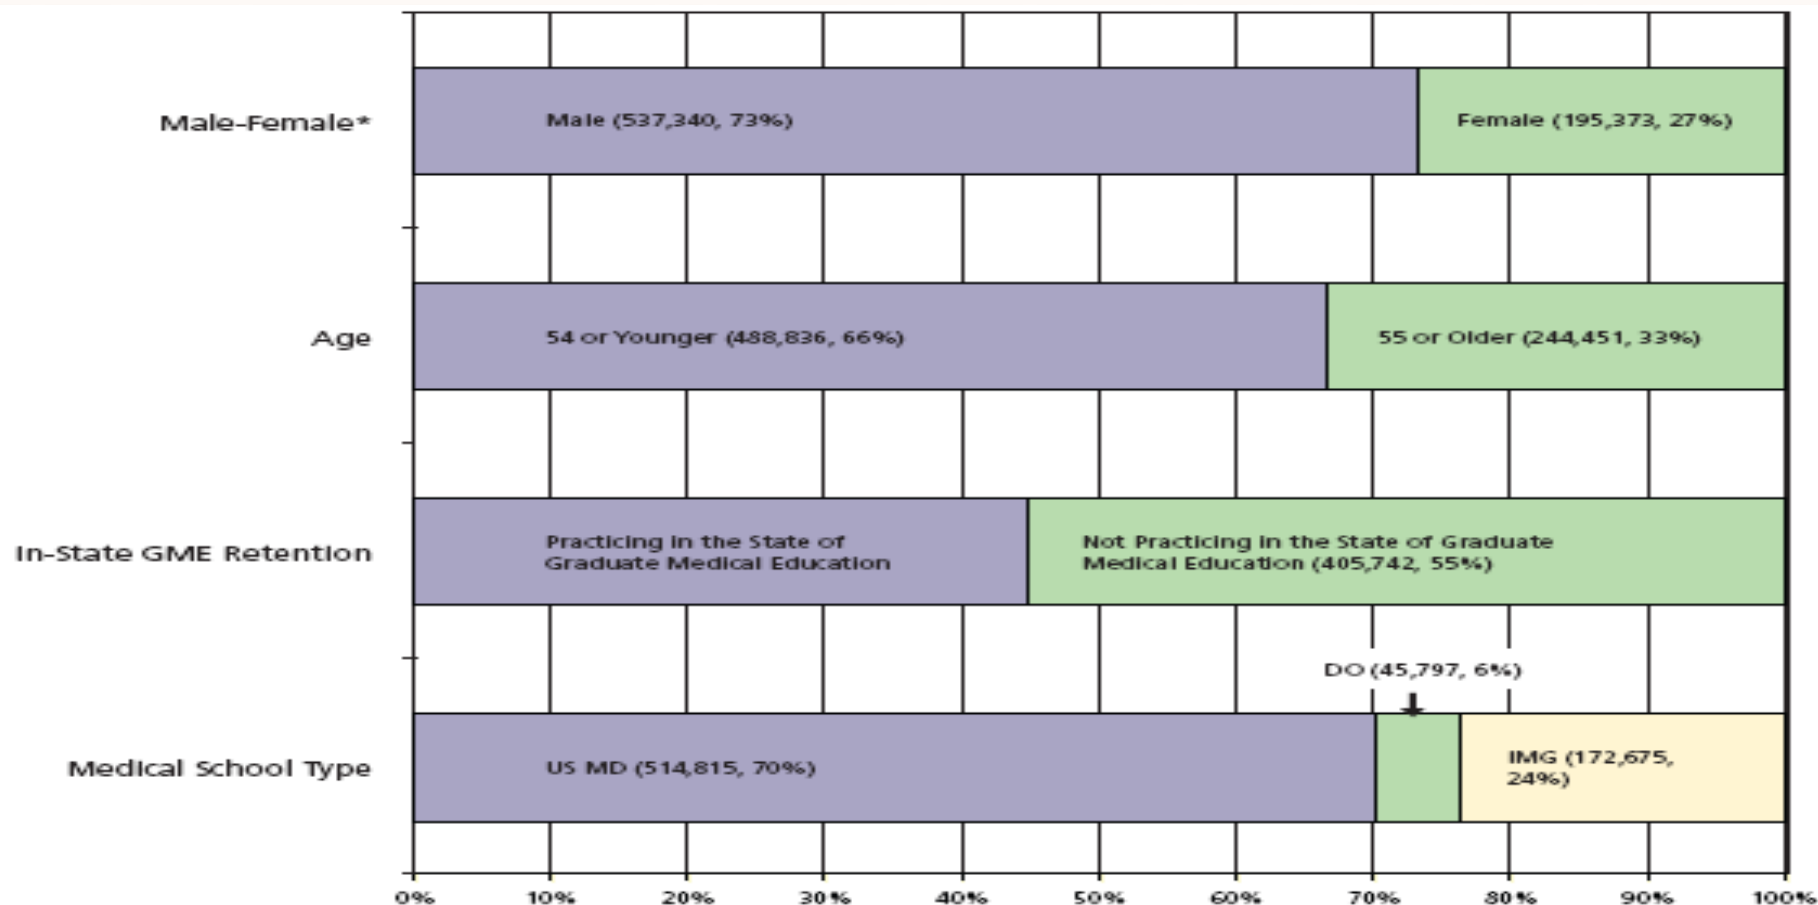 Male-Female*
Male (537,340, 73%)
Female (195,373, 27%)
Age
54 or Younger (488,836, 66%)
55 or Older (244,451, 33%)
In-State GME Retention
Practicing in the State of
Graduate Medical Education
Not Practicing in the State of Graduate
Medical Education (405,742, 55%)
DO (45,797, 6%)
Medical School Type
US MD (514,815, 70%)
IMG (172,675,
24%)
0% 10% 20% 30% 40% 50% 60% 70% 80% 90% 100%